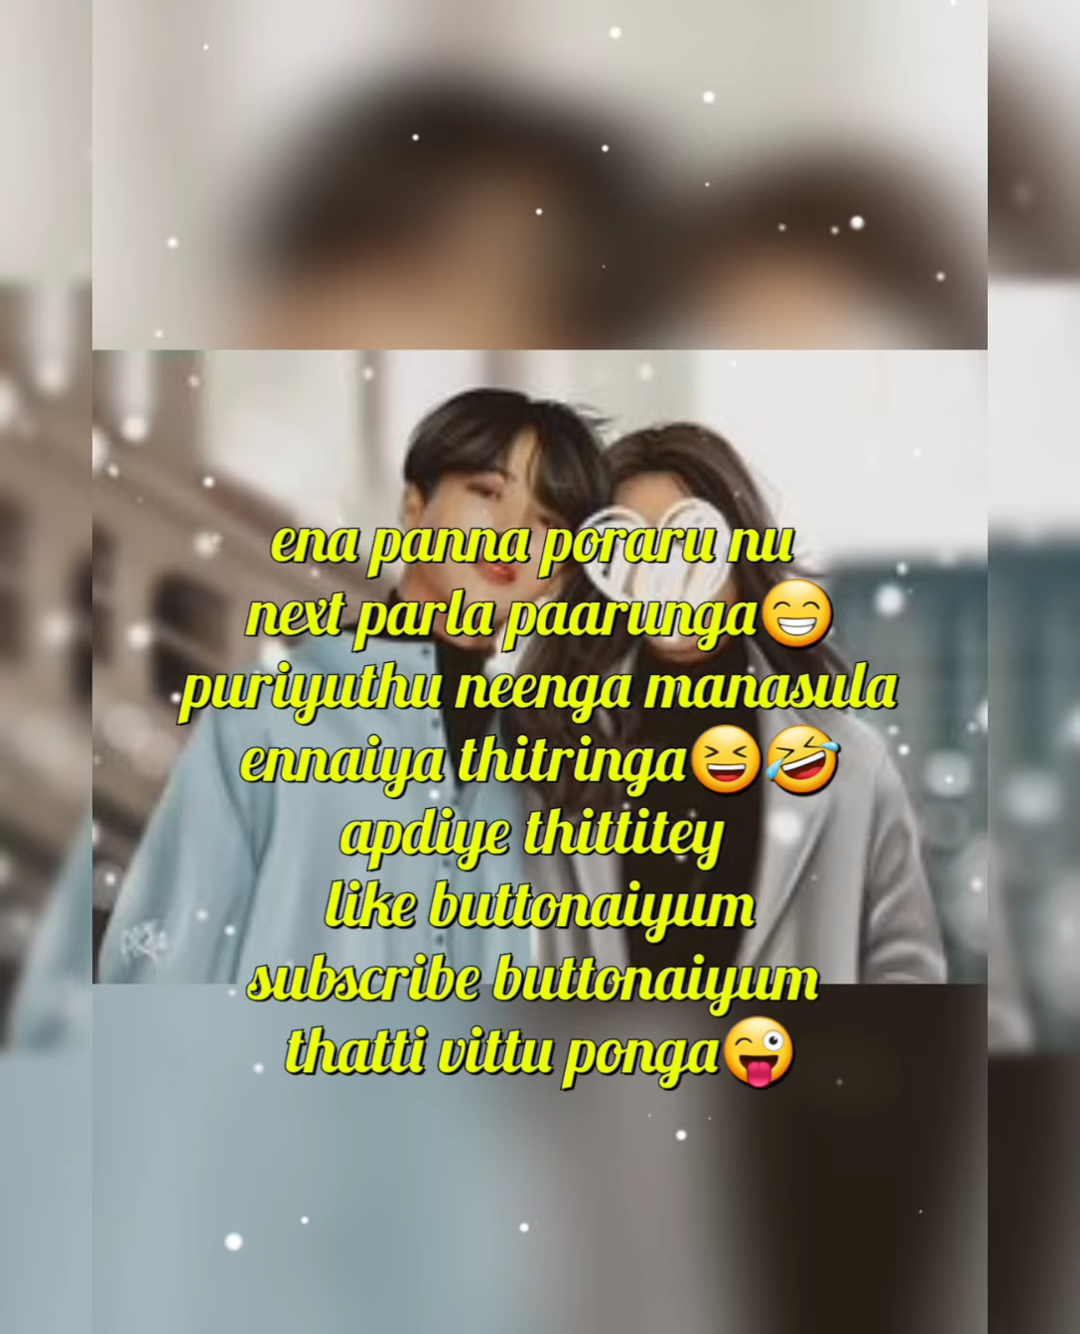 ena panna poraru nu
next parla paarunga😁
puriyuthu neenga manasula
ennaiya thitringa😆🤣
apdiye thittitey
like buttonaiyum
subscribe buttonaiyum
thatti vittu ponga😜